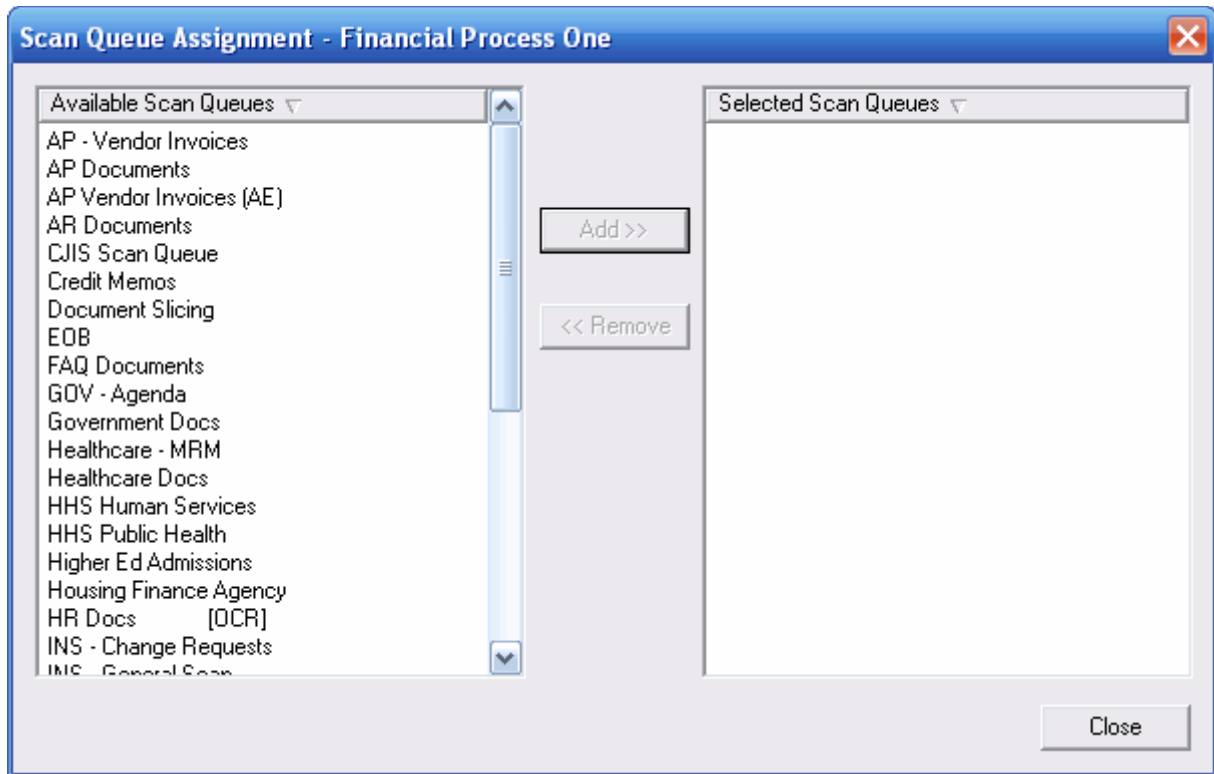 Scan Queue Assignment - Financial Process One
Available Scan Queues
AP - Vendor Invoices
AP Documents
AP Vendor Invoices (AE)
AR Documents
CJIS Scan Queue
Credit Memos
Document Slicing
EOB
FAQ Documents
GOV - Agenda
Government Docs
Healthcare - MRM
Healthcare Docs
HHS Human Services
HHS Public Health
Higher Ed Admissions
Housing Finance Agency
HR Docs [OCR]
INS - Change Requests
INS - General Scan
Add >>
<< Remove
Selected Scan Queues
Close